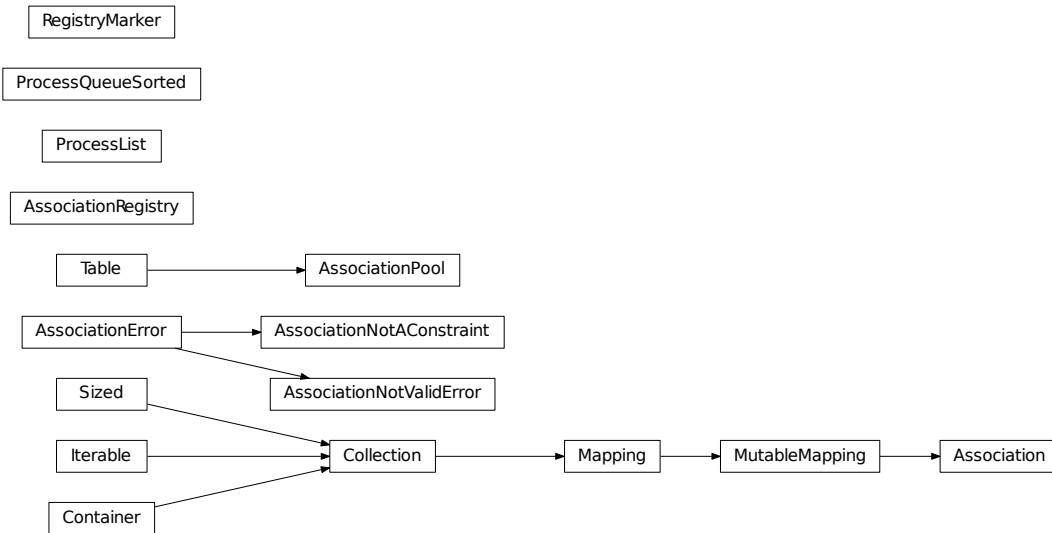 RegistryMarker
ProcessQueueSorted
ProcessList
AssociationRegistry
Table
AssociationPool
AssociationError
AssociationNotAConstraint
Sized
AssociationNotValidError
Iterable
Collection
Mapping
MutableMapping
Association
Container